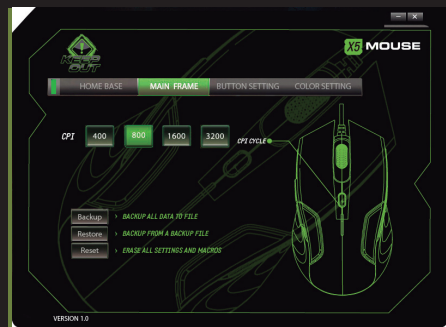 KEEP
OUT
X5 MOUSE
HOME BASE MAIN FRAME BUTTON SETTING COLOR SETTING
CPI 400 800 1600 3200 CPI CYCLE
Backup > BACKUP ALL DATA TO FILE
Restore > BACKUP FROM A BACKUP FILE
Reset > ERASE ALL SETTINGS AND MACROS
VERSION 1.0